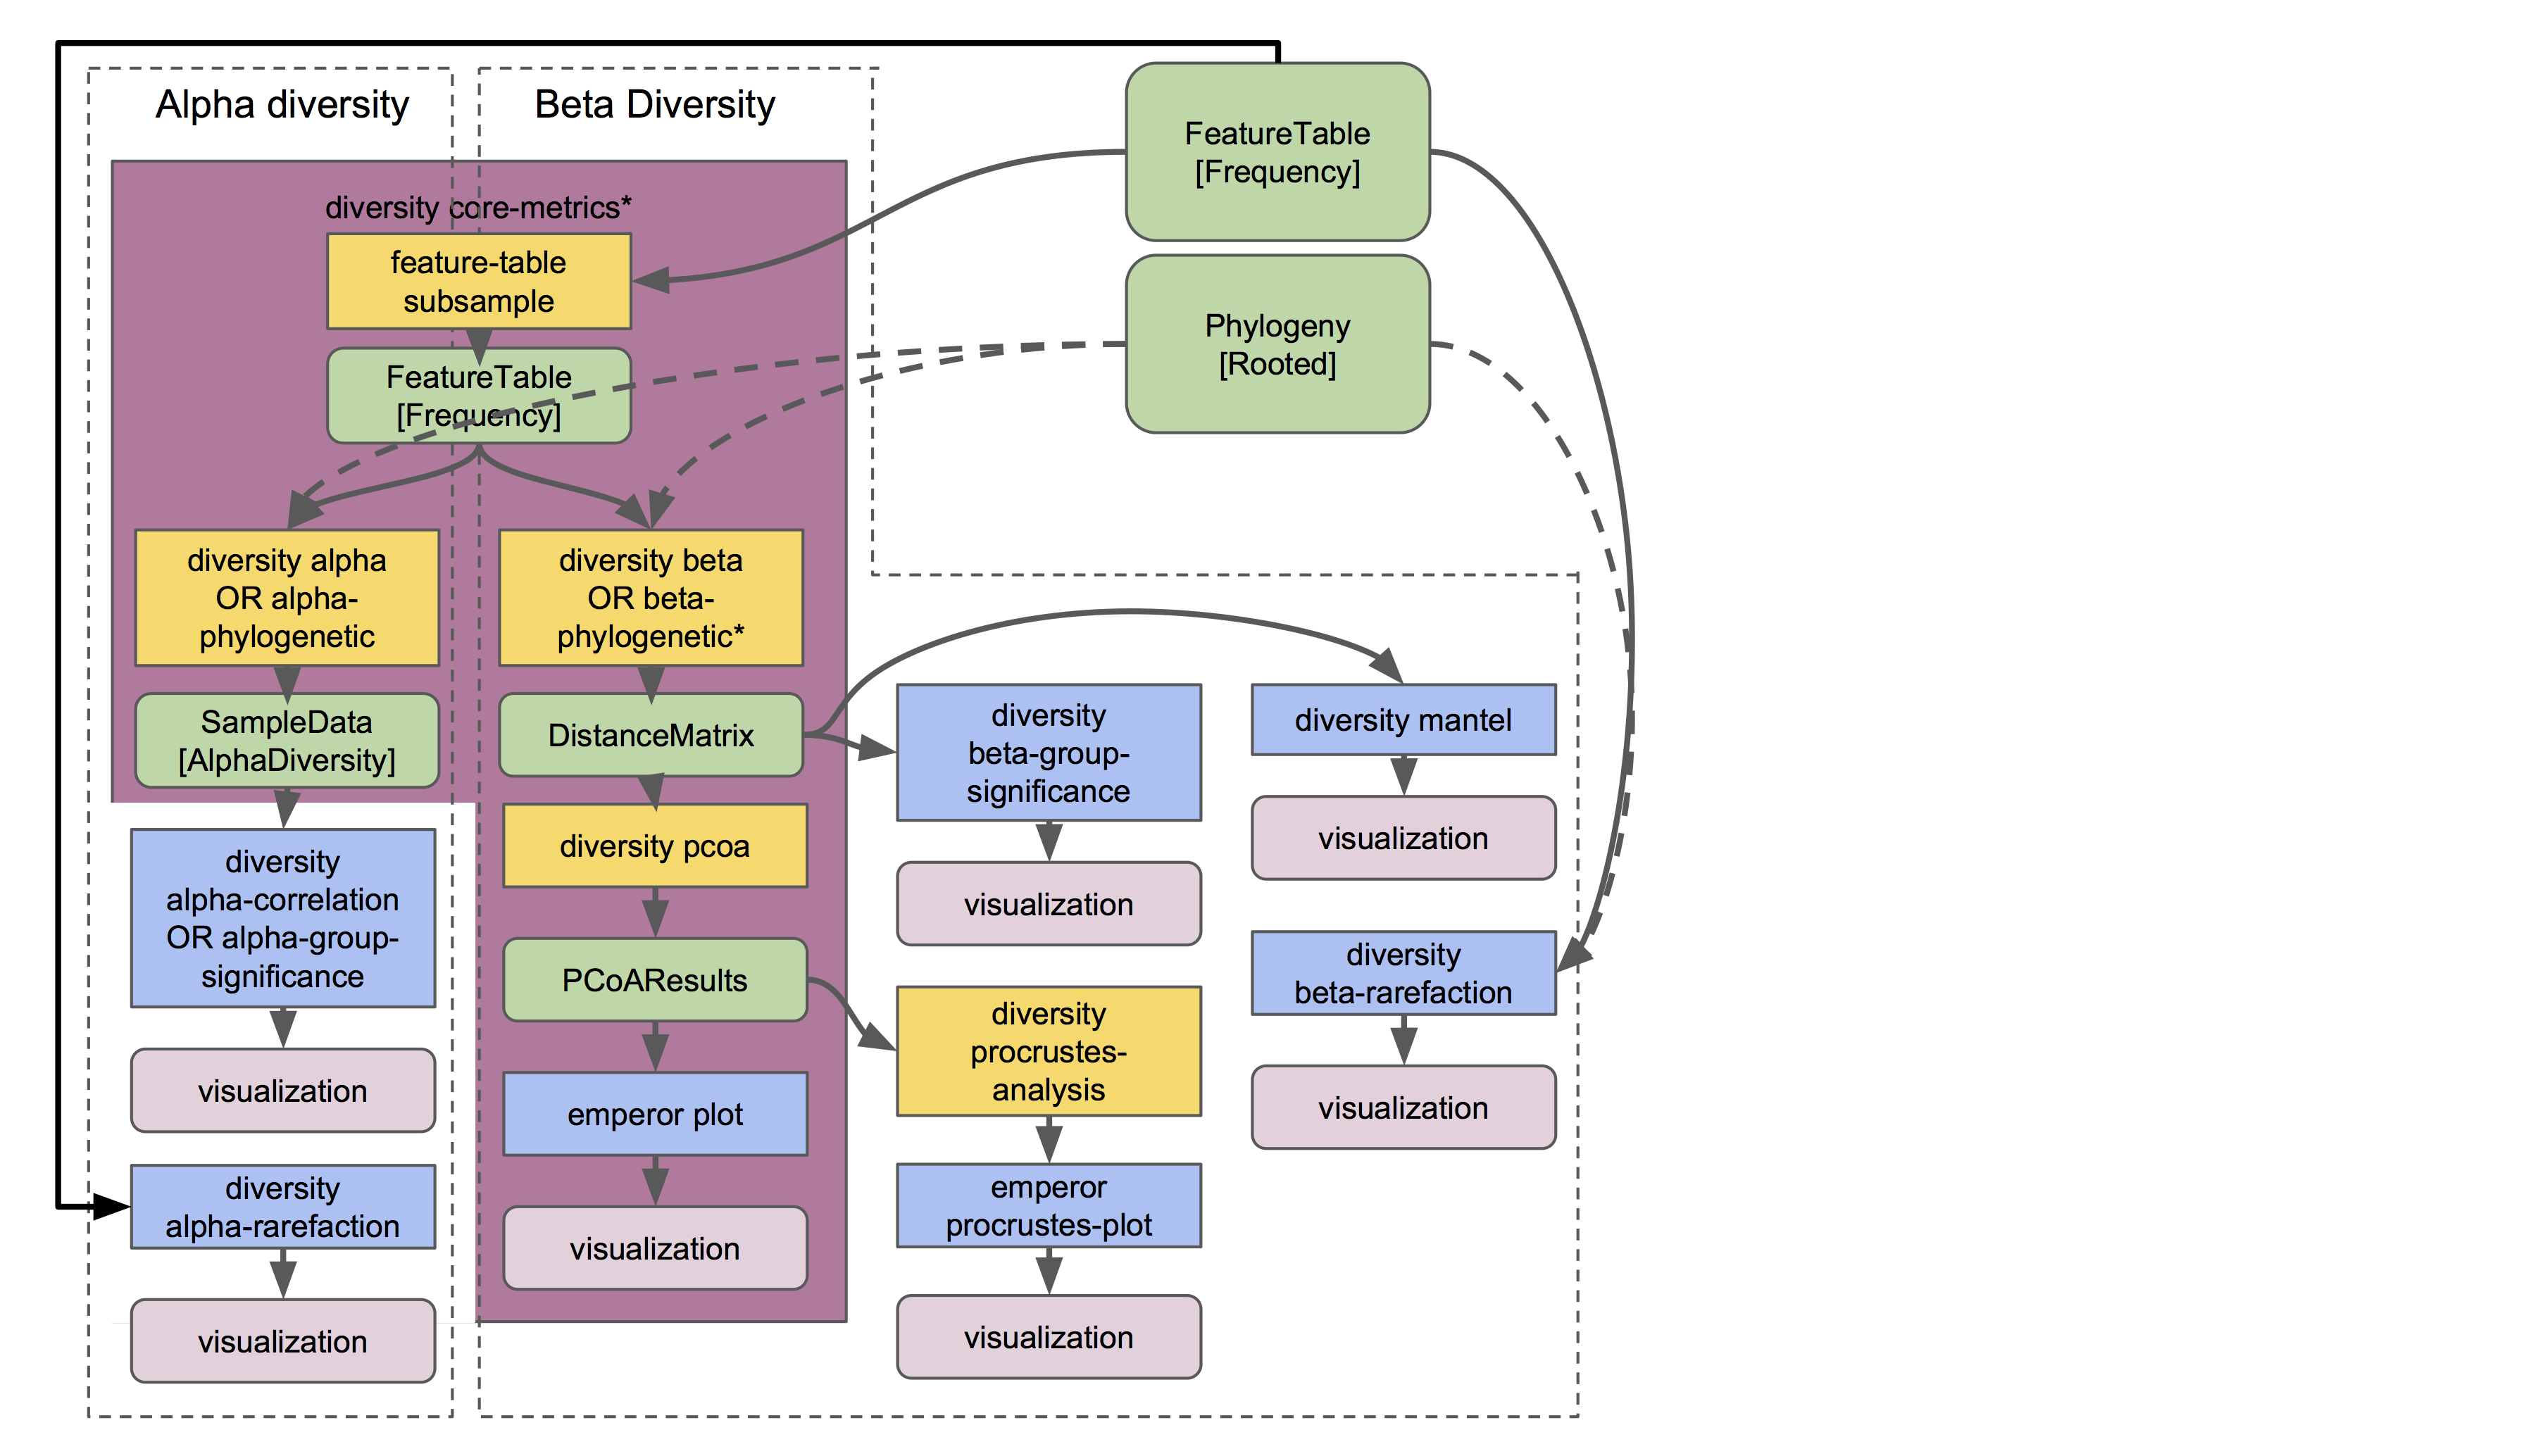 Alpha diversity
Beta Diversity
FeatureTable
[Frequency]
Phylogeny
[Rooted]
diversity core-metrics*
feature-table
subsample
FeatureTable
[Frequency]
diversity alpha
OR alpha-
phylogenetic
SampleData
[AlphaDiversity]
diversity
alpha-correlation
OR alpha-group-
significance
visualization
diversity
alpha-rarefaction
visualization
diversity beta
OR beta-
phylogenetic*
DistanceMatrix
diversity pcoa
PCoAResults
emperor plot
visualization
diversity
beta-group-
significance
visualization
diversity
procrustes-
analysis
emperor
procrustes-plot
visualization
diversity mantel
visualization
diversity
beta-rarefaction
visualization